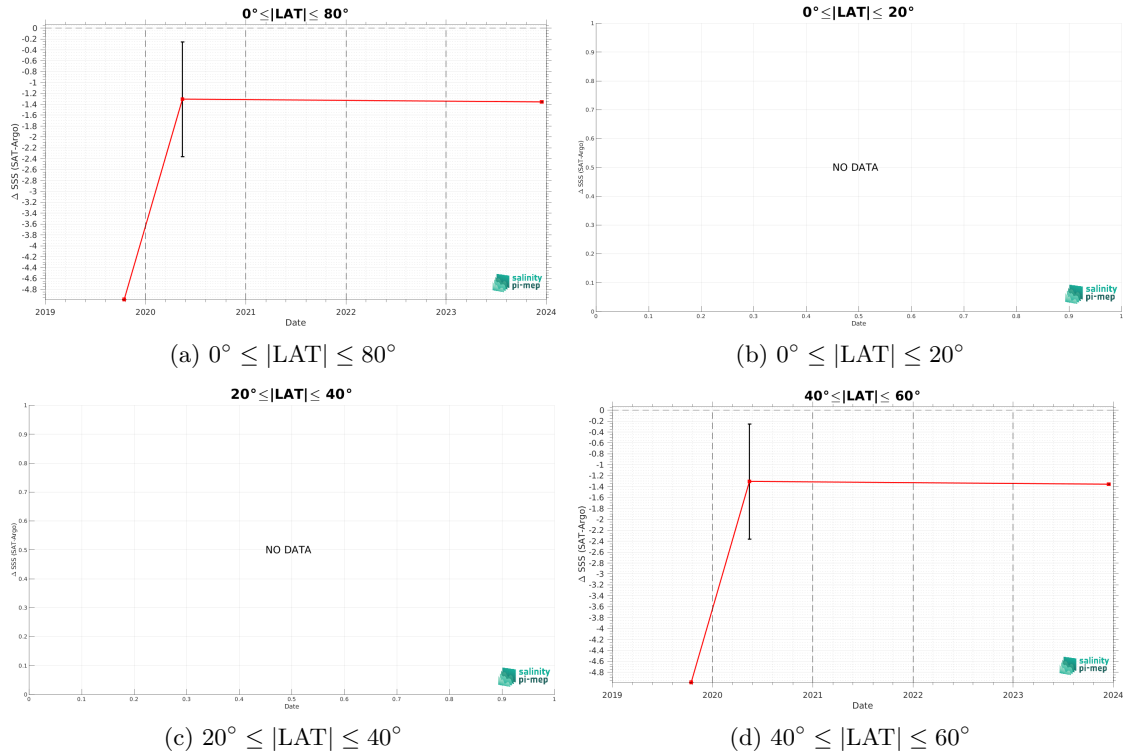 0°≤|LAT|≤ 80°
0
-0.2
-0.4
-0.6
-0.8
-1
-1.2
-1.4
-1.6
-1.8
-2
-2.2
-2.4
-2.6
-2.8
-3
-3.2
-3.4
-3.6
-3.8
-4
-4.2
-4.4
-4.6
-4.8
Δ SSS (SAT-Argo)
2019 2020 2021 2022 2023 2024
Date
salinity
pi-mep
(a) 0° ≤ |LAT| ≤ 80°
0°≤|LAT|≤ 20°
1
0.9
0.8
0.7
0.6
0.5
0.4
0.3
0.2
0.1
0
Δ SSS (SAT-Argo)
NO DATA
0 0.1 0.2 0.3 0.4 0.5 0.6 0.7 0.8 0.9 1
Date
salinity
pi-mep
(b) 0° ≤ |LAT| ≤ 20°
20°≤|LAT|≤ 40°
1
0.9
0.8
0.7
0.6
0.5
0.4
0.3
0.2
0.1
0
Δ SSS (SAT-Argo)
NO DATA
0 0.1 0.2 0.3 0.4 0.5 0.6 0.7 0.8 0.9 1
Date
salinity
pi-mep
(c) 20° ≤ |LAT| ≤ 40°
40°≤|LAT|≤ 60°
0
-0.2
-0.4
-0.6
-0.8
-1
-1.2
-1.4
-1.6
-1.8
-2
-2.2
-2.4
-2.6
-2.8
-3
-3.2
-3.4
-3.6
-3.8
-4
-4.2
-4.4
-4.6
-4.8
Δ SSS (SAT-Argo)
2019 2020 2021 2022 2023 2024
Date
salinity
pi-mep
(d) 40° ≤ |LAT| ≤ 60°